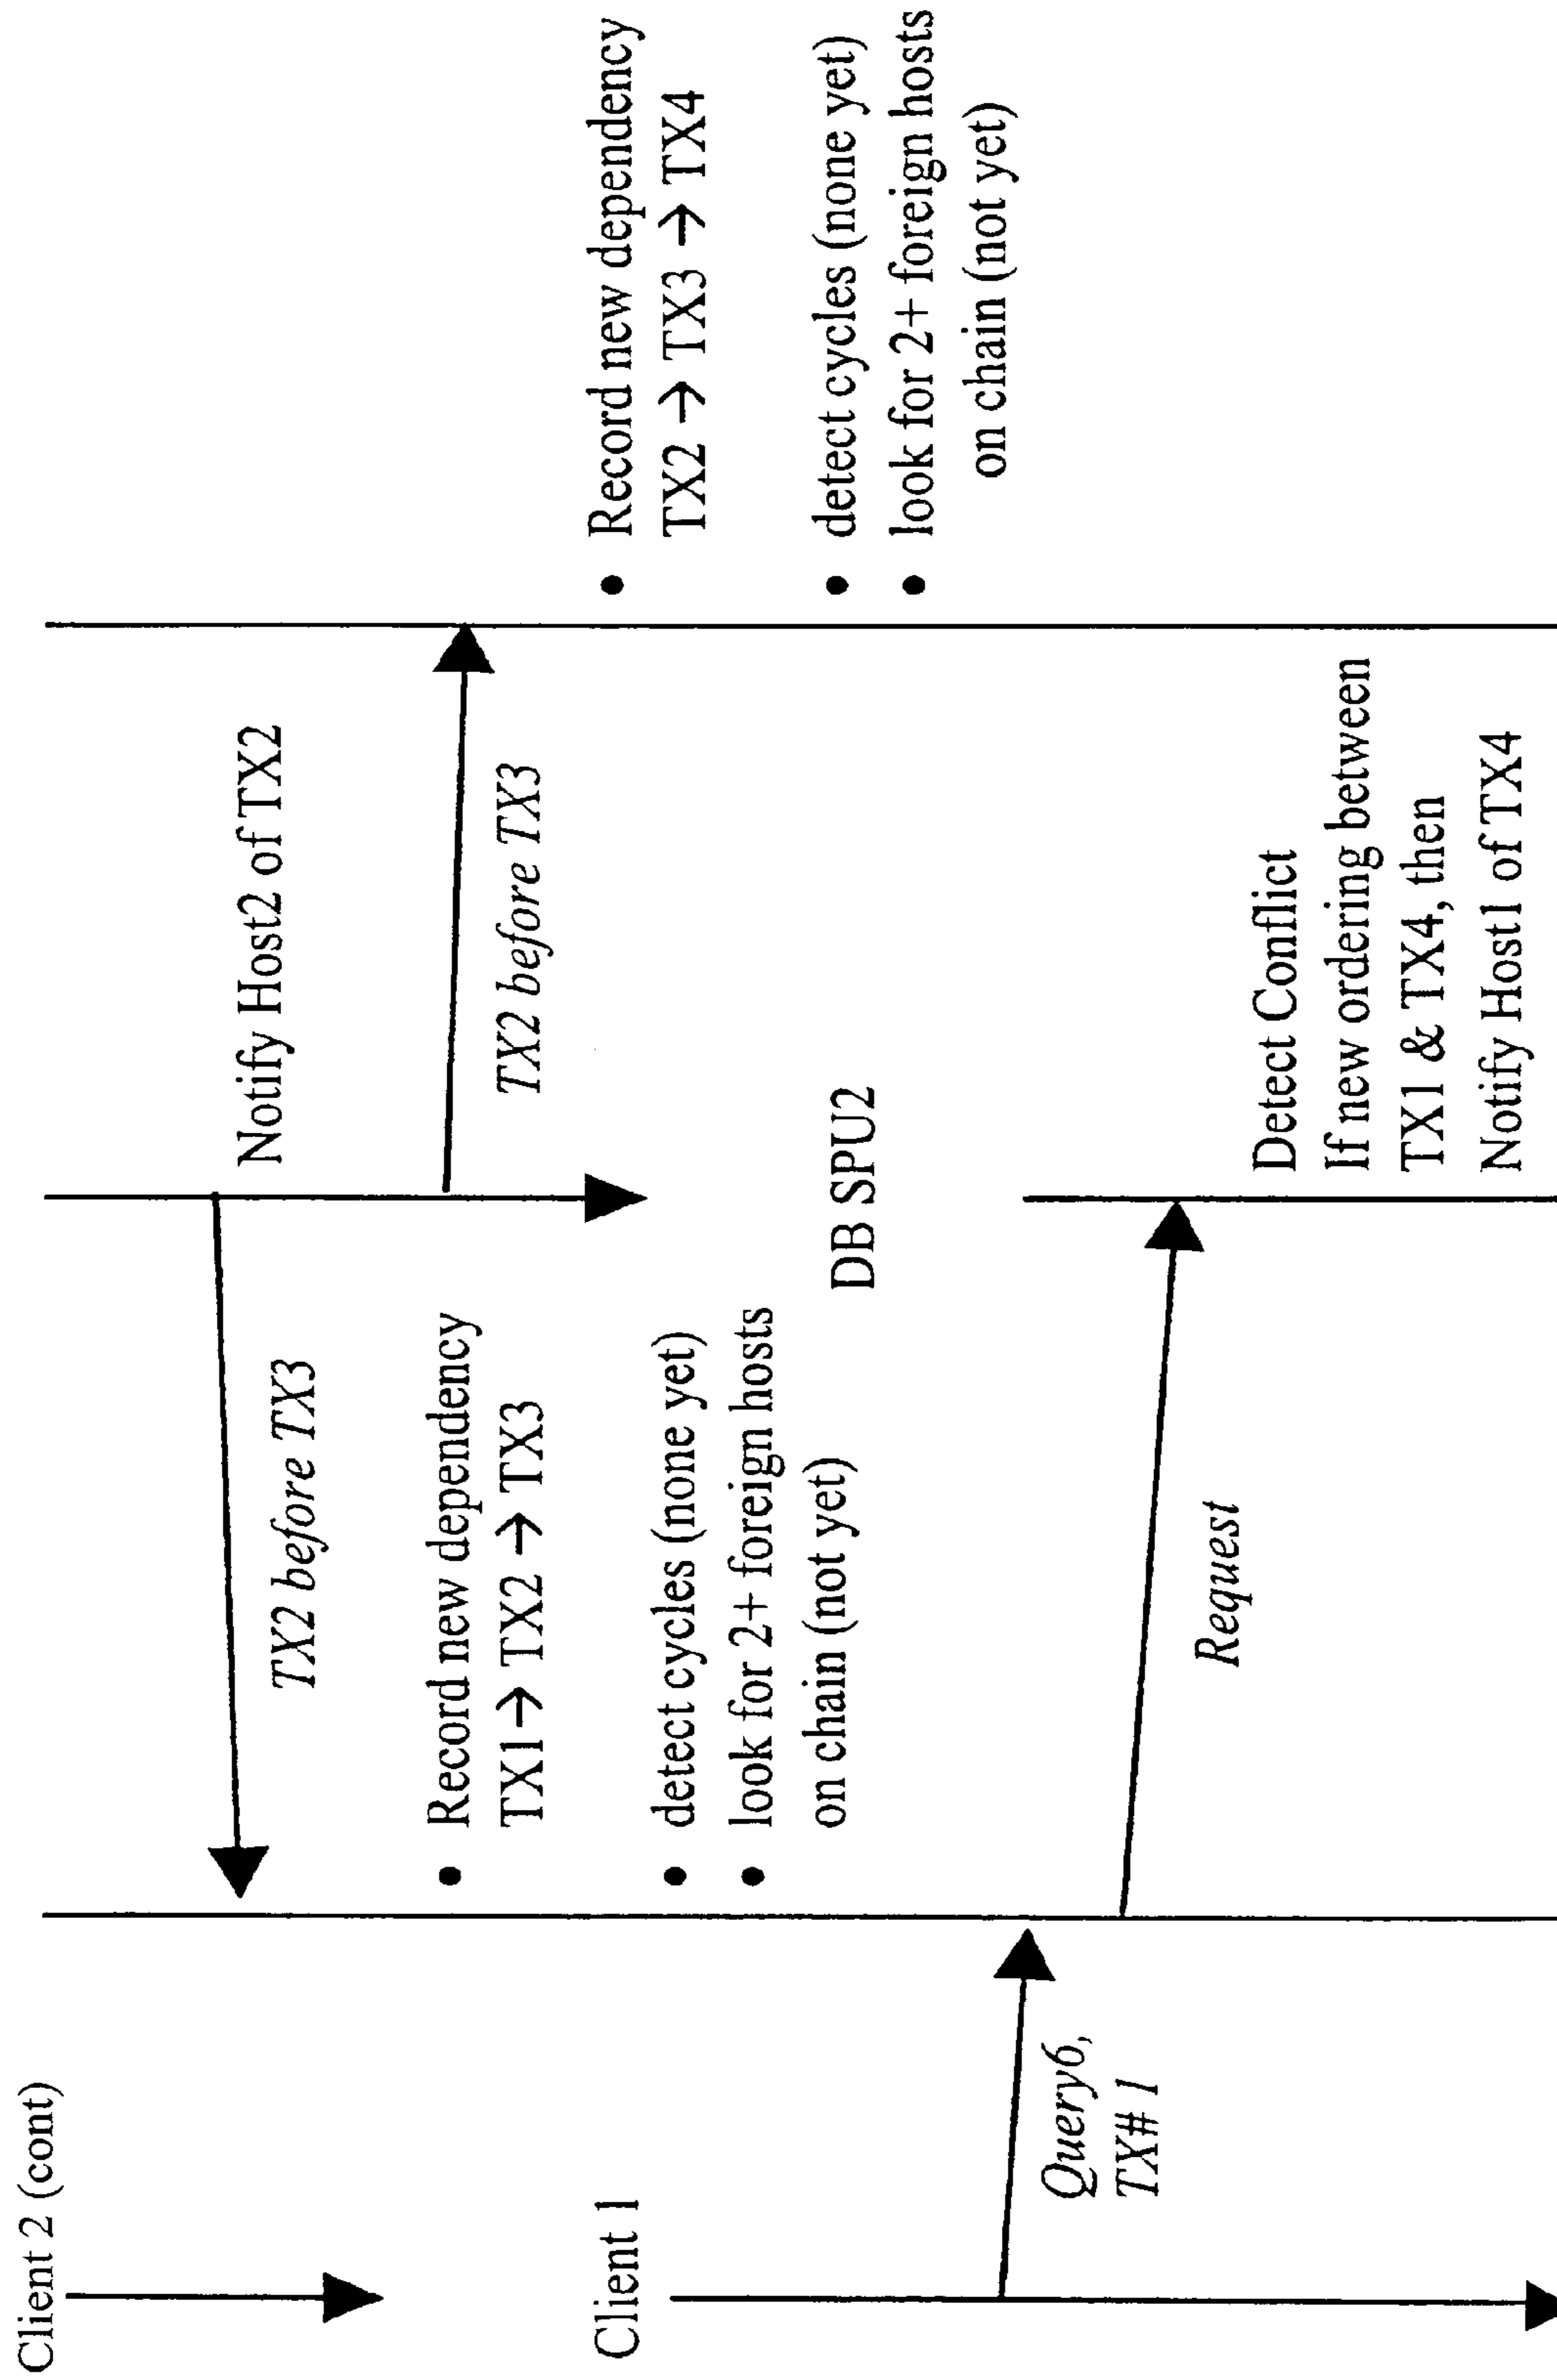 Client 2 (cont)
Notify Host2 of TX2
TX2 before TX3
• Record new dependency
TX1→ TX2 → TX3
• detect cycles (none yet)
• look for 2+ foreign hosts
on chain (not yet)
TX2 before TX3
• Record new dependency
TX2 → TX3 → TX4
• detect cycles (none yet)
• look for 2+ foreign hosts
on chain (not yet)
Client 1
DB SPU2
Query6,
TX# 1
Request
Detect Conflict
If new ordering between
TX1 & TX4, then
Notify Host1 of TX4